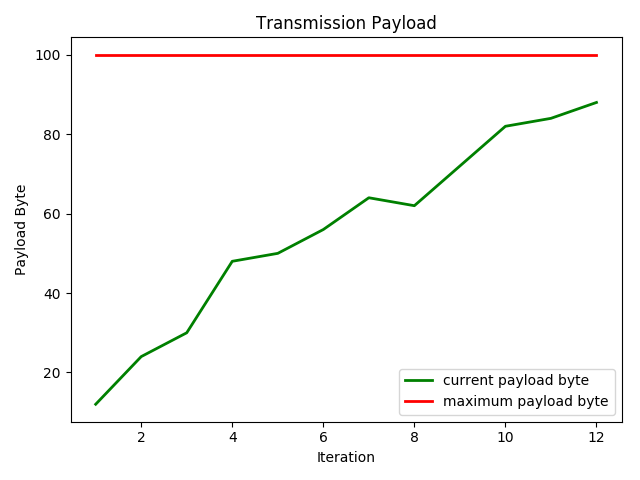 Transmission Payload
100
80
60
40
20
Payload Byte
current payload byte
maximum payload byte
2 4 6 8 10 12
Iteration